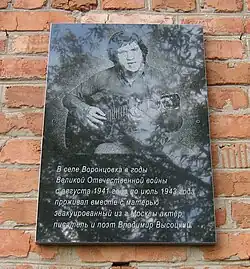 В селе Воронцовка в годы
Великой Отечественной войны
с августа 1941 года по июль 1943 года
проживал вместе с матерью
эвакуированный из г. Москвы актёр,
писатель и поэт Владимир Высоцкий.